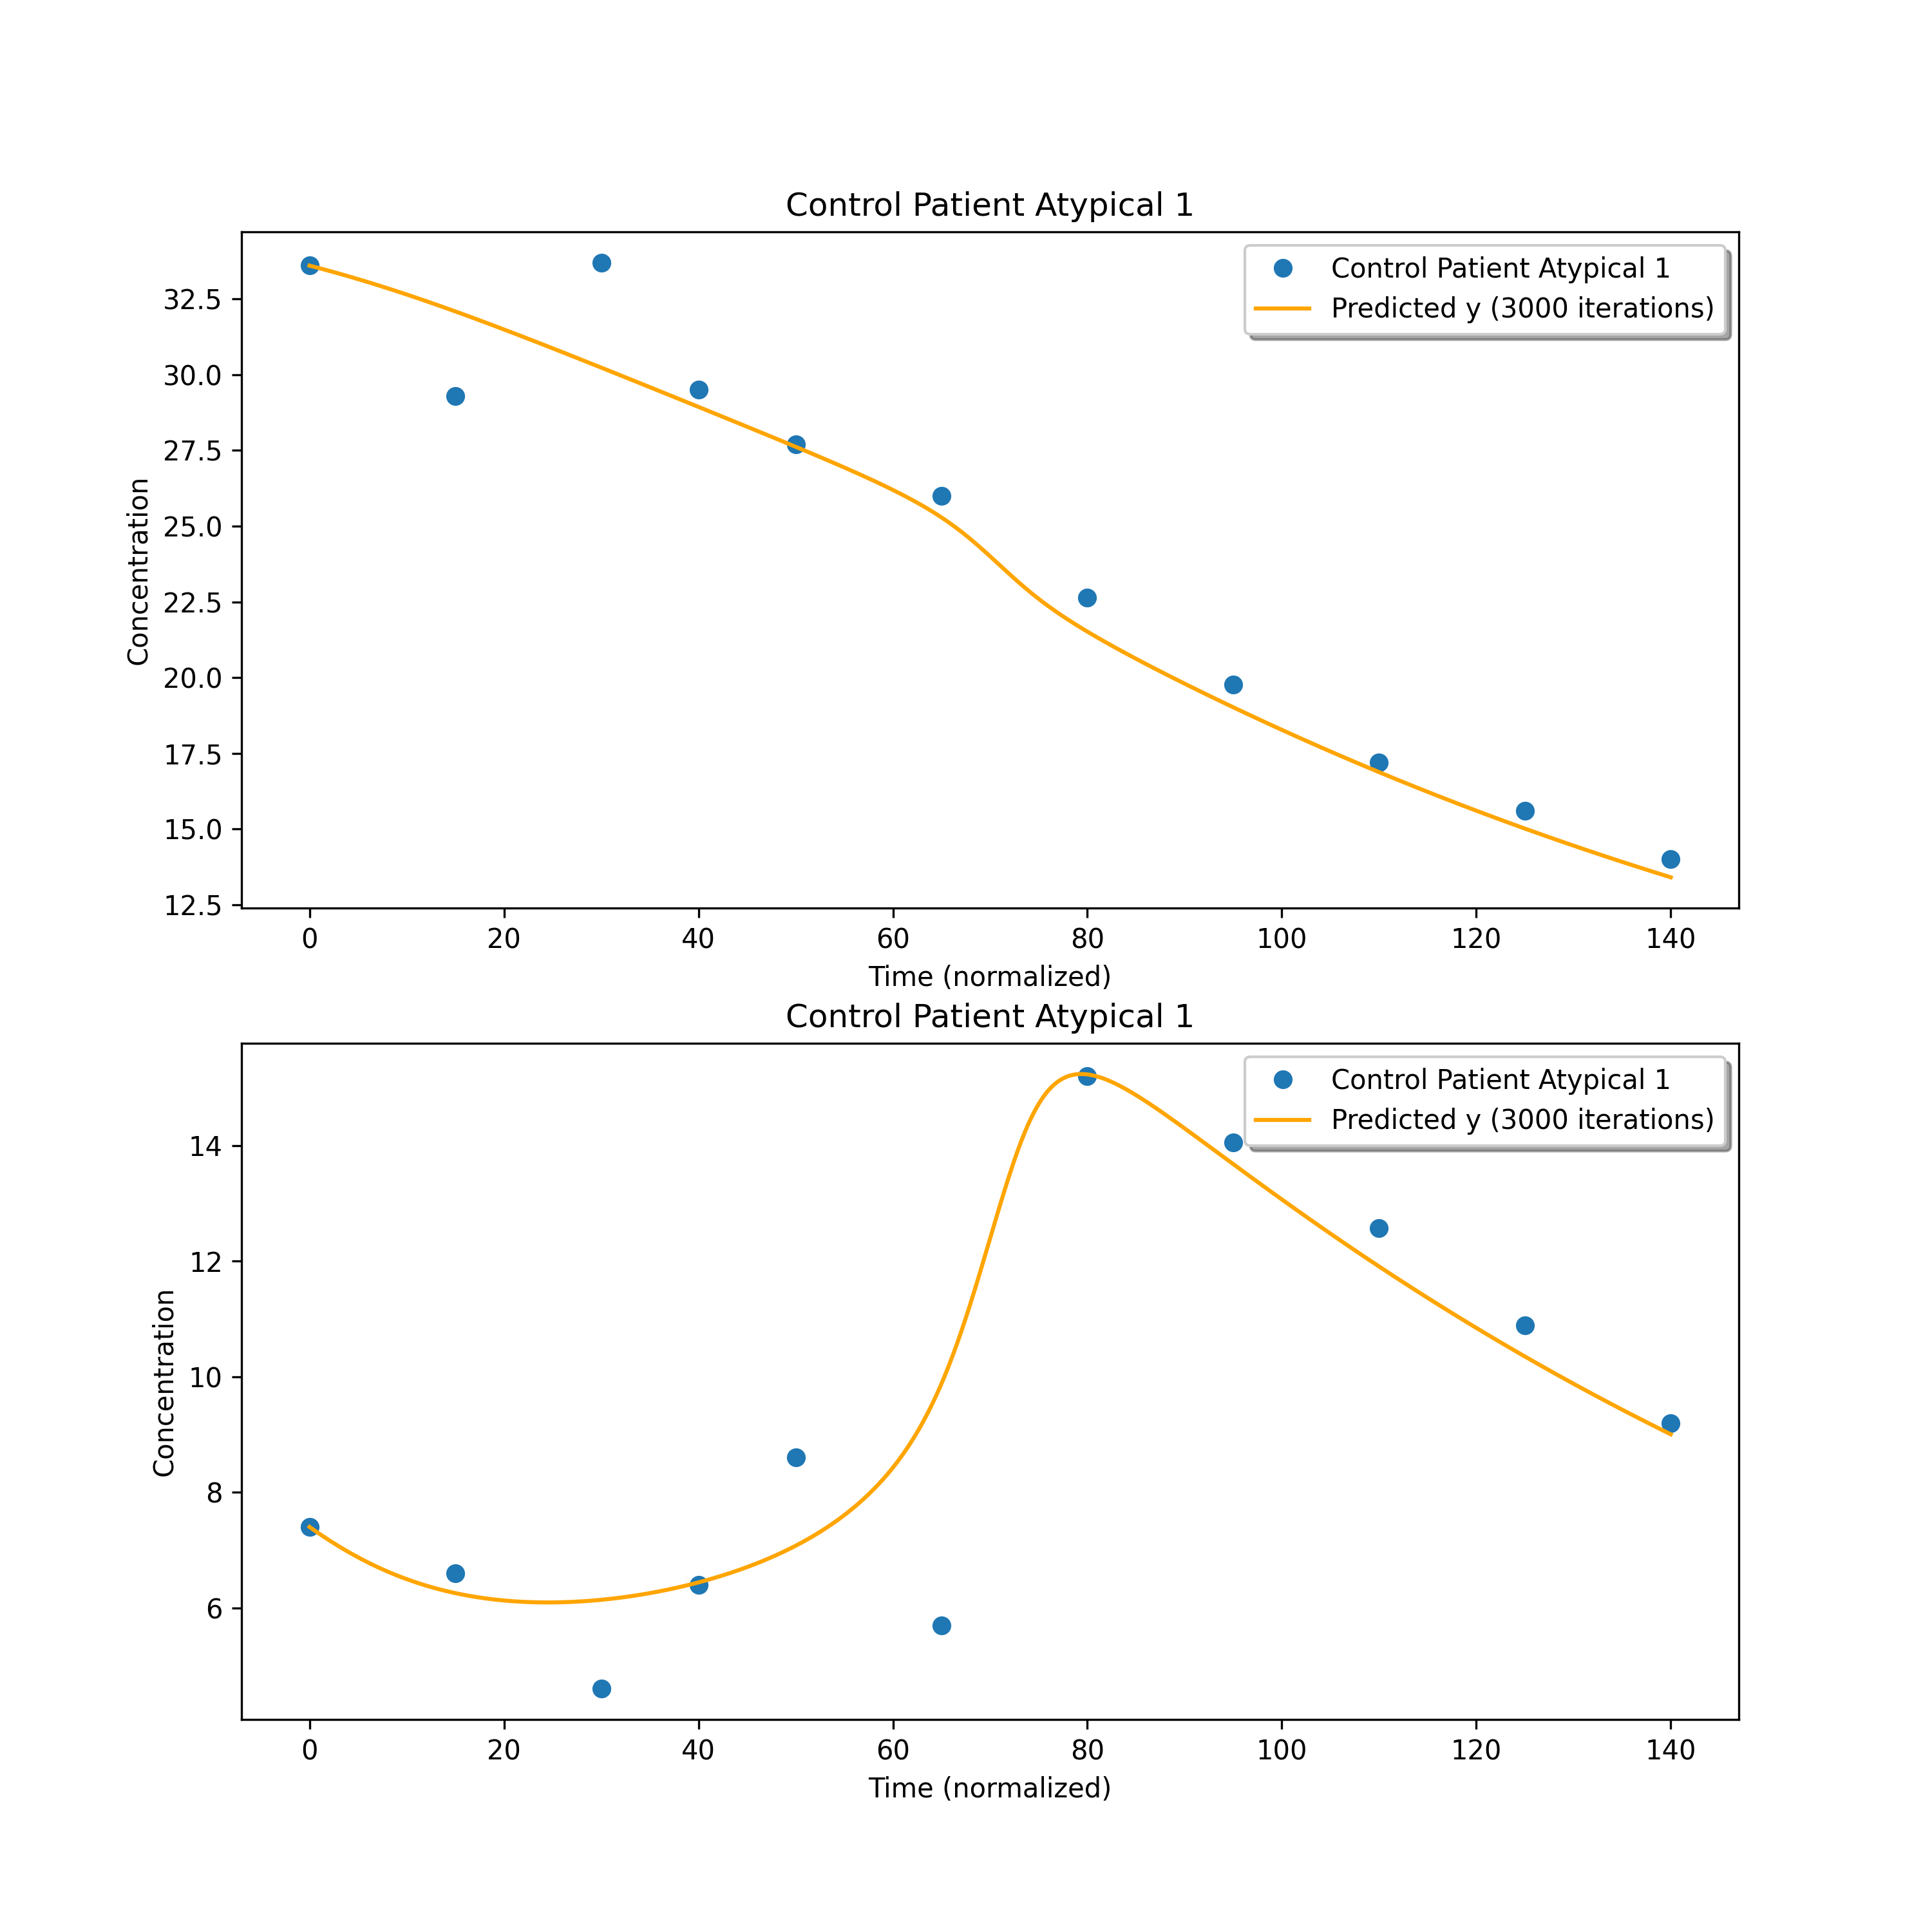 Control Patient Atypical 1
Control Patient Atypical 1
Predicted y (3000 iterations)
Concentration
32.5
30.0
27.5
25.0
22.5
20.0
17.5
15.0
12.5
0 20 40 60 80 100 120 140
Time (normalized)
Control Patient Atypical 1
Control Patient Atypical 1
Predicted y (3000 iterations)
Concentration
14
12
10
8
6
0 20 40 60 80 100 120 140
Time (normalized)